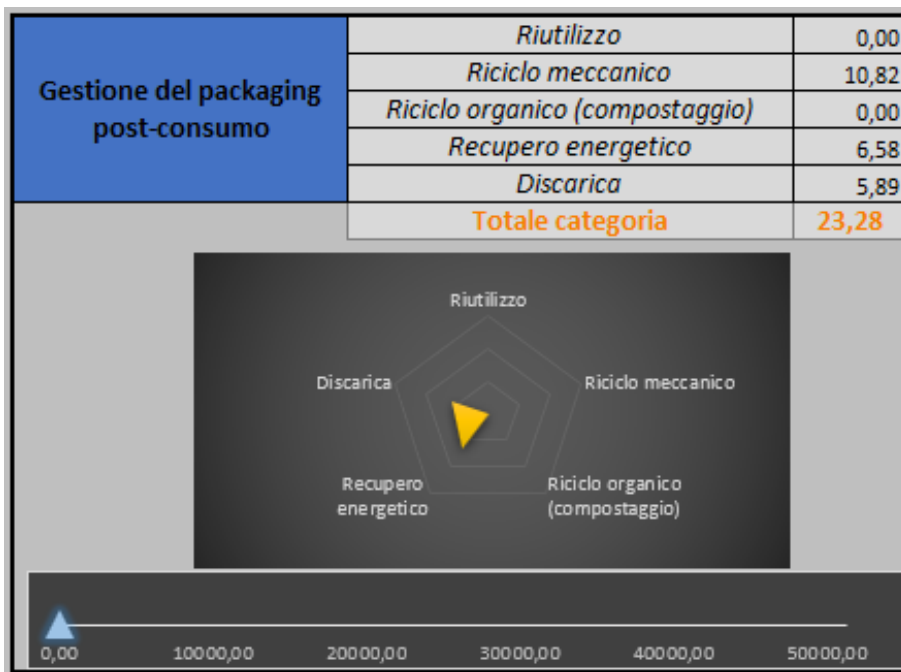 Gestione del packaging
post-consumo
Riutilizzo 0,00
Riciclo meccanico 10,82
Riciclo organico (compostaggio) 0,00
Recupero energetico 6,58
Discarica 5,89
Totale categoria 23,28
Riutilizzo
Discarica
Riciclo meccanico
Recupero
energetico
Riciclo organico
(compostaggio)
0,00 10000,00 20000,00 30000,00 40000,00 50000,00